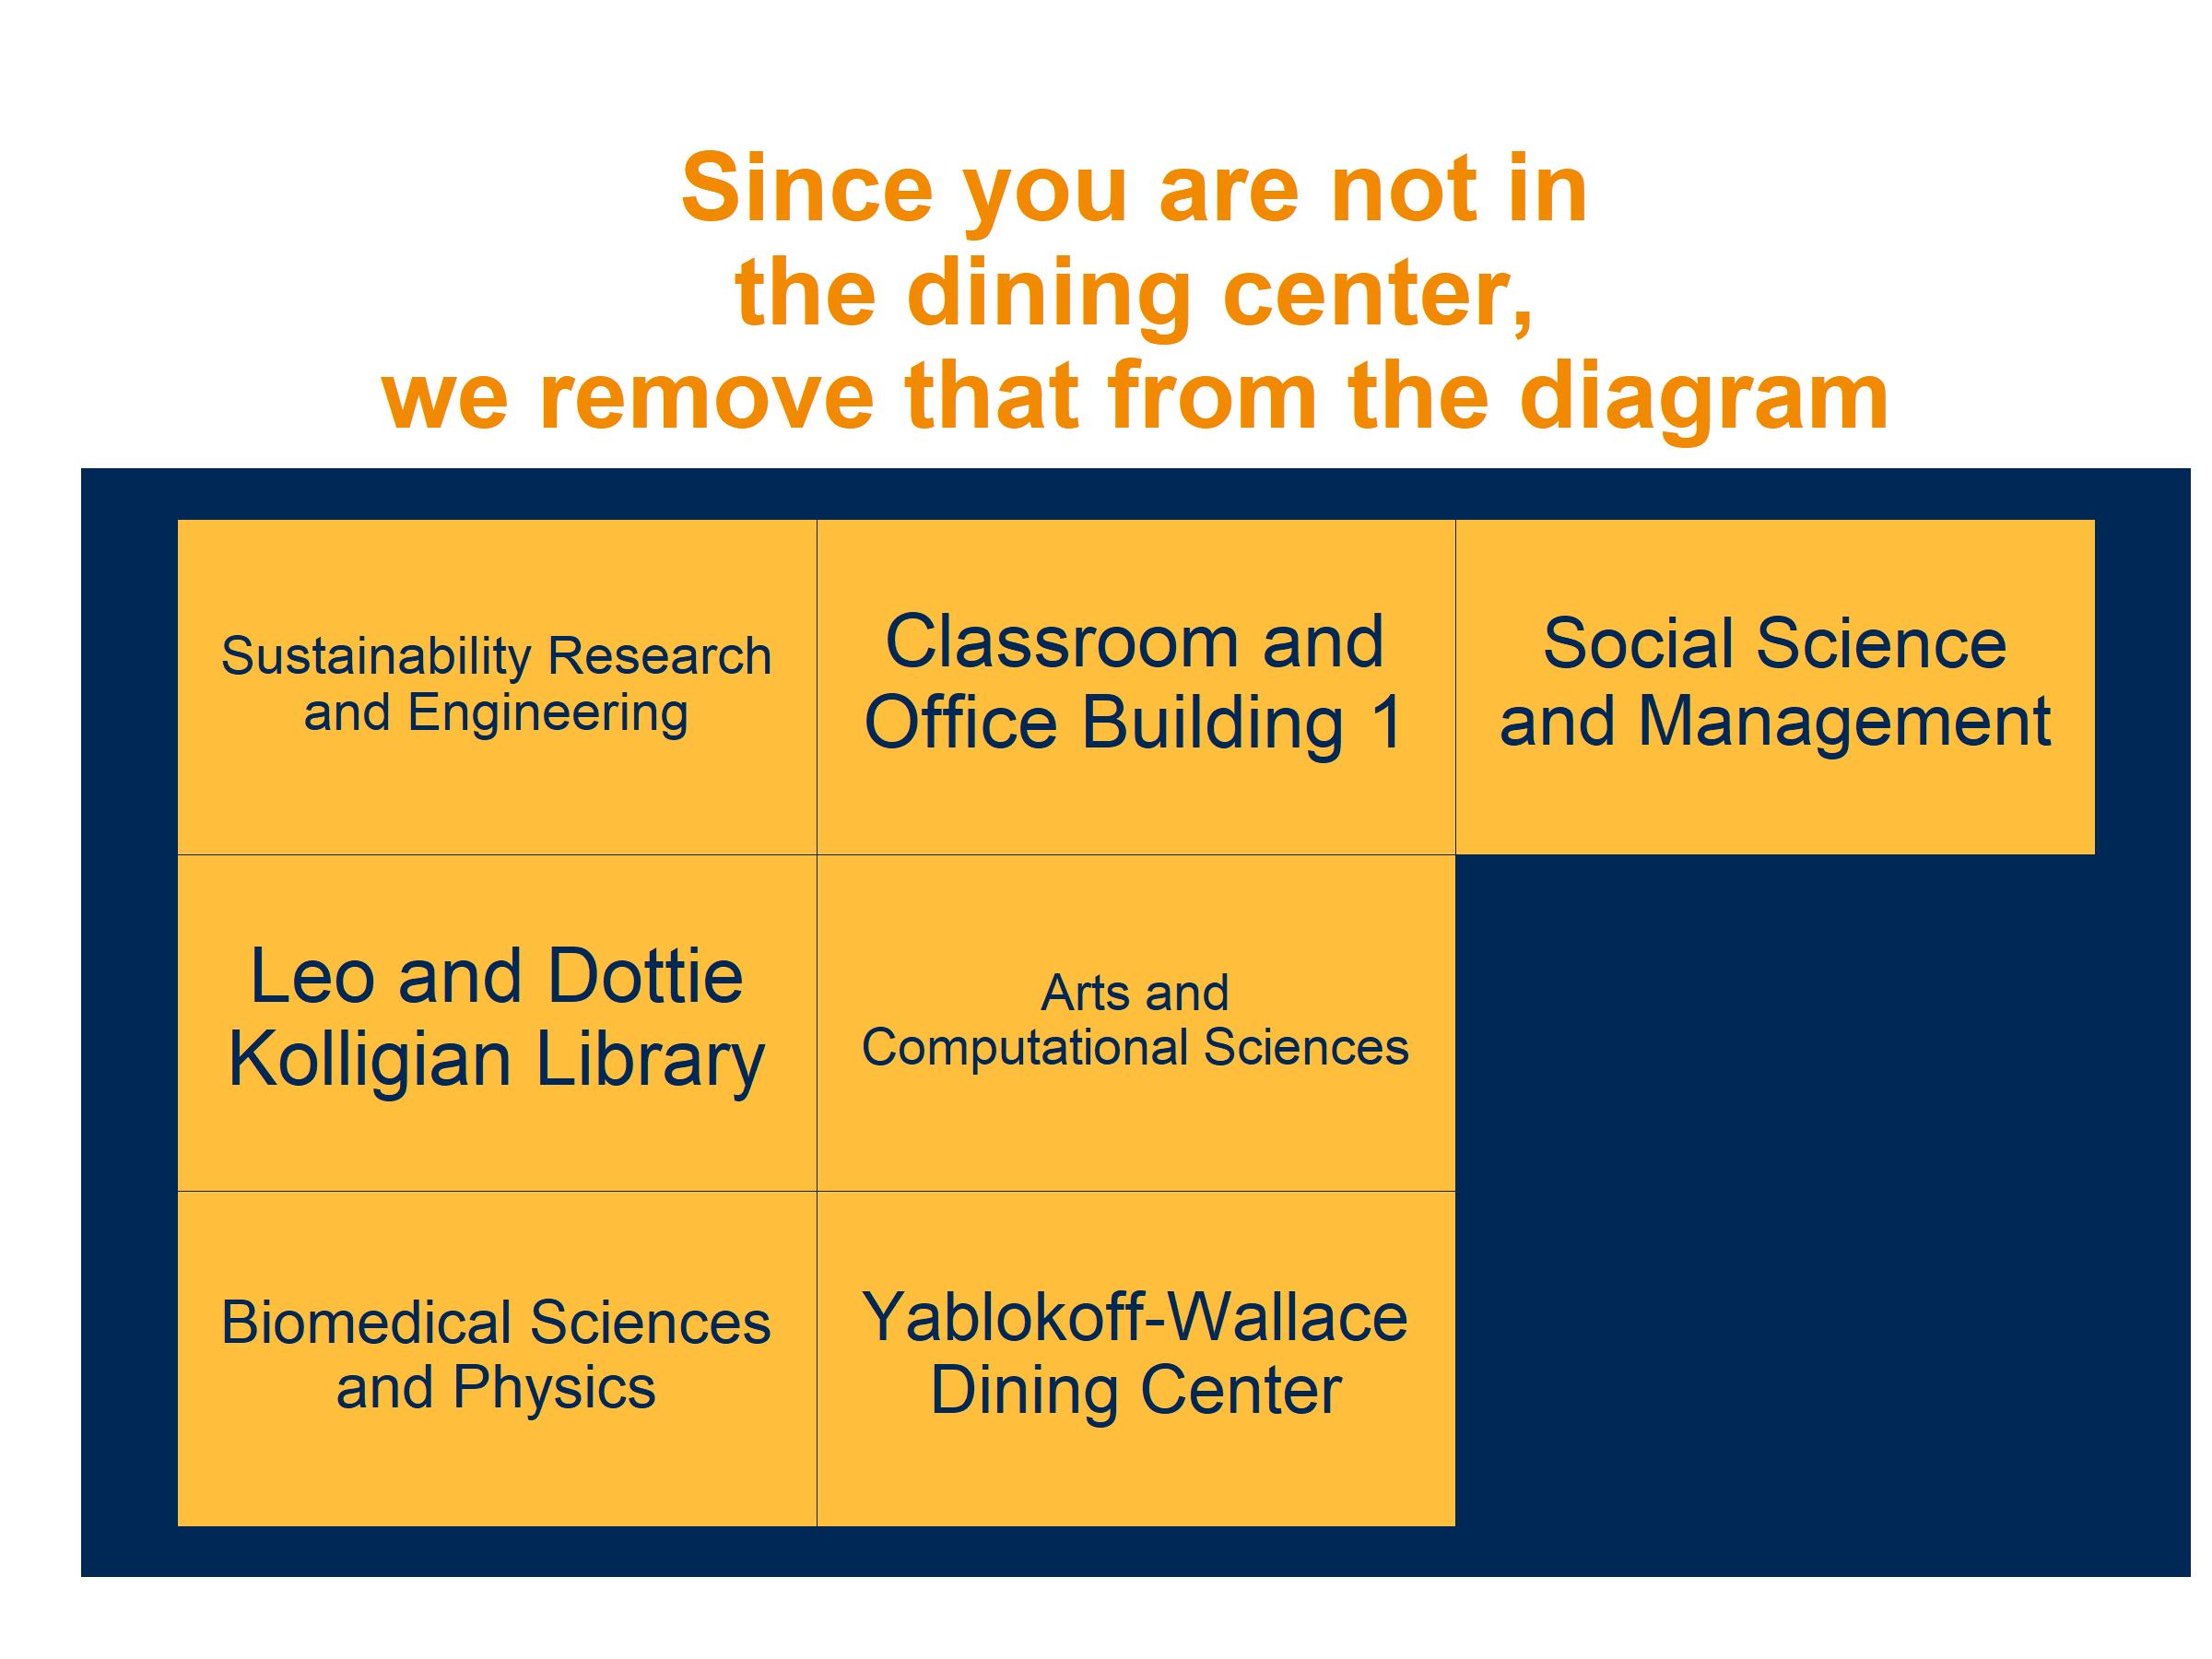 Since you are not in
the dining center,
we remove that from the diagram
Sustainability Research
and Engineering
Classroom and
Office Building 1
Social Science
and Management
Leo and Dottie
Kolligian Library
Arts and
Computational Sciences
Biomedical Sciences
and Physics
Yablokoff-Wallace
Dining Center